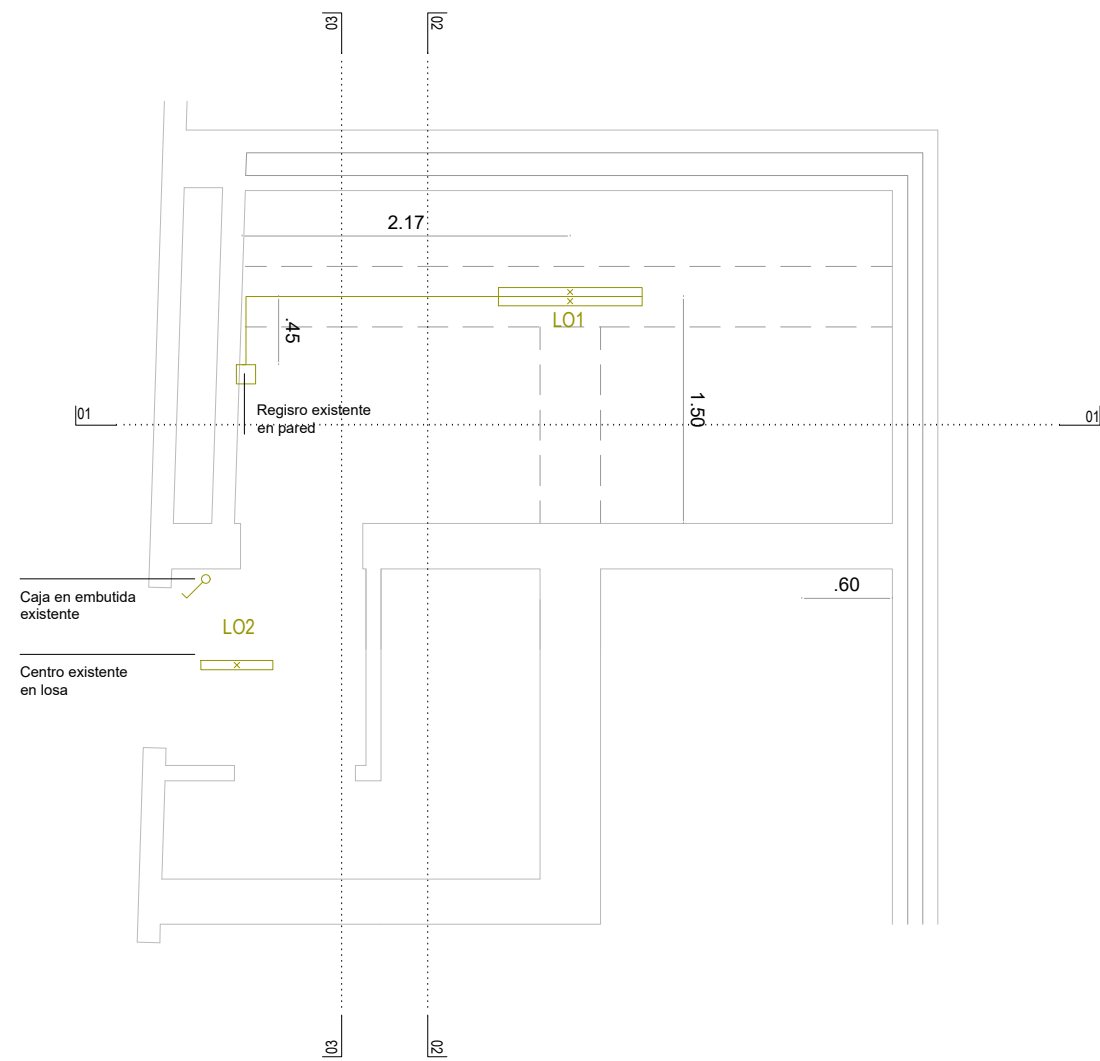 03
02
2.17
LO1
.45
Regisro existente
en pared
1.50
01
01
Caja en embutida
existente
.60
LO2
Centro existente
en losa
03
02